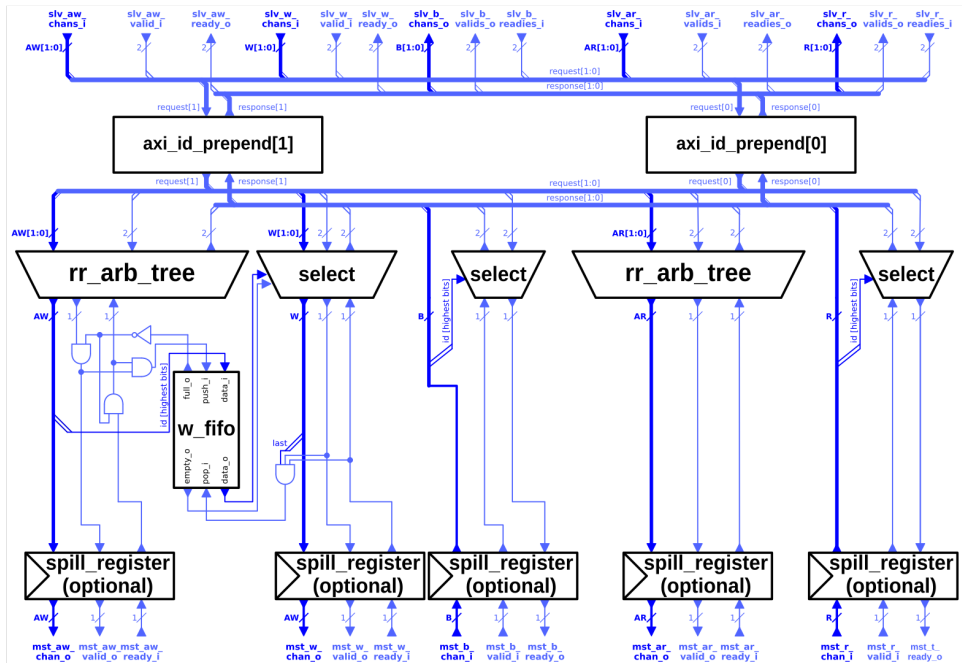 slv_aw_ slv_aw_ slv_aw_ slv_w_ slv_w_ slv_w_ slv_b_ slv_b_ slv_b_ slv_ar_ slv_ar_ slv_ar_ slv_r_ slv_r_ slv_r_
chans_i valid_i ready_o chans_i valid_i ready_o chans_o valids_o readies_i chans_i valids_i readies_o chans_o valids_o readies_i
AW[1:0] 2 2 W[1:0] 2 2 B[1:0] 2 2 AR[1:0] 2 2 R[1:0] 2 2
request[1:0]
response[1:0]
request[1] response[1] request[0] response[0]
axi_id_prepend[1] axi_id_prepend[0]
request[1] response[1] request[0] response[0]
request[1:0]
response[1:0]
AW[1:0] 2 2 W[1:0] 2 2 2 2 AR[1:0] 2 2 2 2
rr_arb_tree select select rr_arb_tree select
id [highest bits] id [highest bits]
AW 1 1 W 1 1 B 1 1 AR 1 1 R 1 1
id [highest bits]
full_o push_i data_i
w_fifo
empty_o pop_i data_o
last
spill_register spill_register spill_register spill_register spill_register
(optional) (optional) (optional) (optional) (optional)
AW 1 1 W 1 1 B 1 1 AR 1 1 R 1 1
mst_aw_ mst_aw_ mst_aw_ mst_w_ mst_w_ mst_w_ mst_b_ mst_b_ mst_b_ mst_ar_ mst_ar_ mst_ar_ mst_r_ mst_r_ mst_t_
chan_o valid_o ready_i chan_o valid_o ready_i chan_i valid_i ready_o chan_o valid_o ready_i chan_i valid_i ready_o